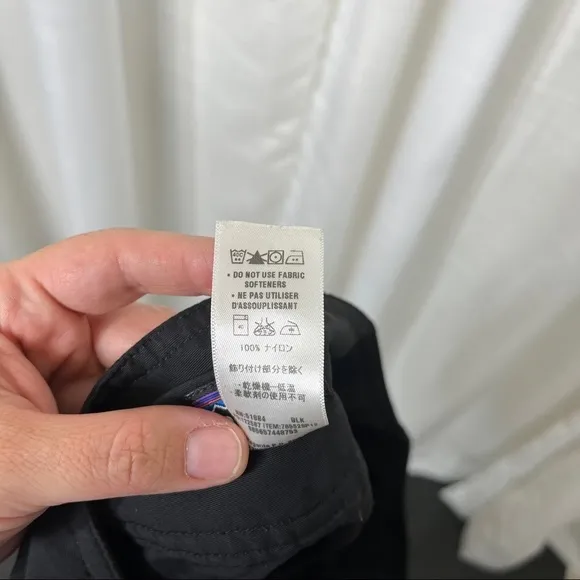 • DO NOT USE FABRIC
SOFTENERS
• NE PAS UTILISER
D'ASSOUPLISSANT
100% ナイロン
飾り付け部分を除く
・乾燥機ー低温
柔軟剤の使用不可
BLK